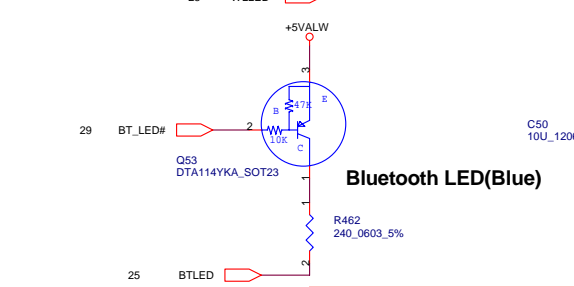 +5VALW
3
E
47K
B
29 BT_LED# 2
10K
C
Q53
DTA114YKA_SOT23
C50
1
Bluetooth LED(Blue)
1
R462
240_0603_5%
2
25 BTLED